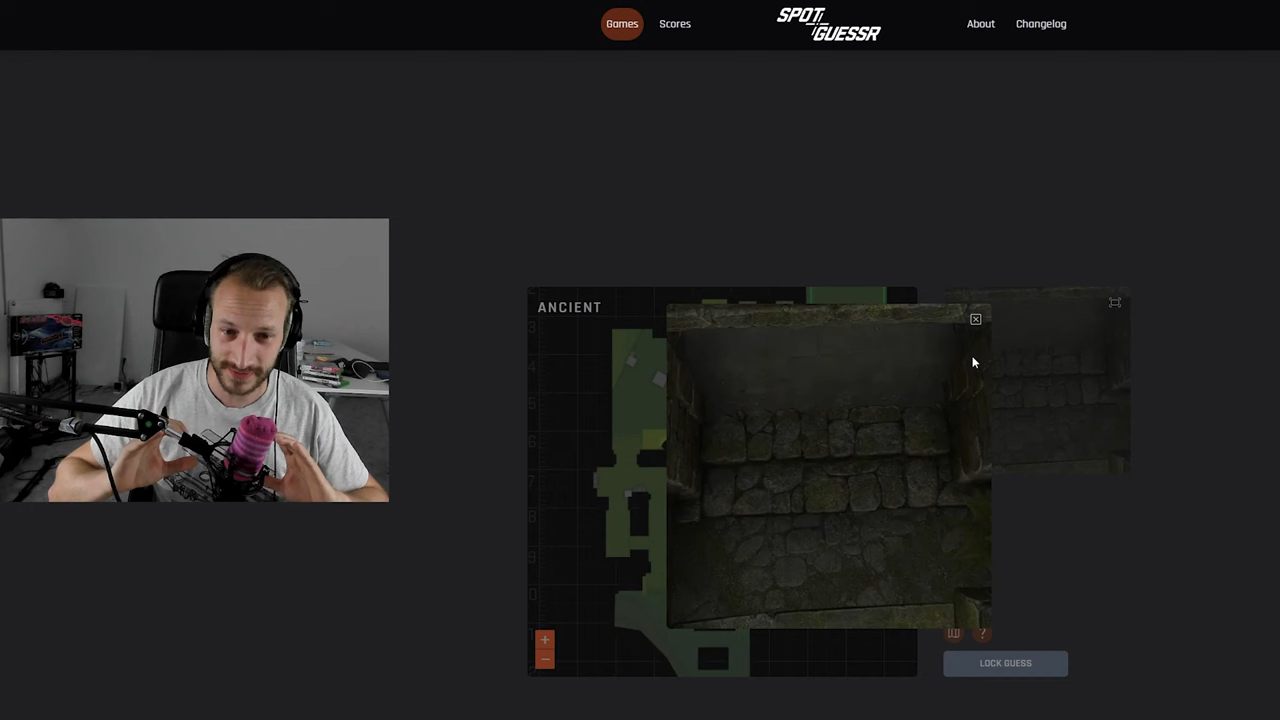 Games
Scores
SPOT
GUESSR
About
Changelog
ANCIENT
+
−
?
LOCK GUESS